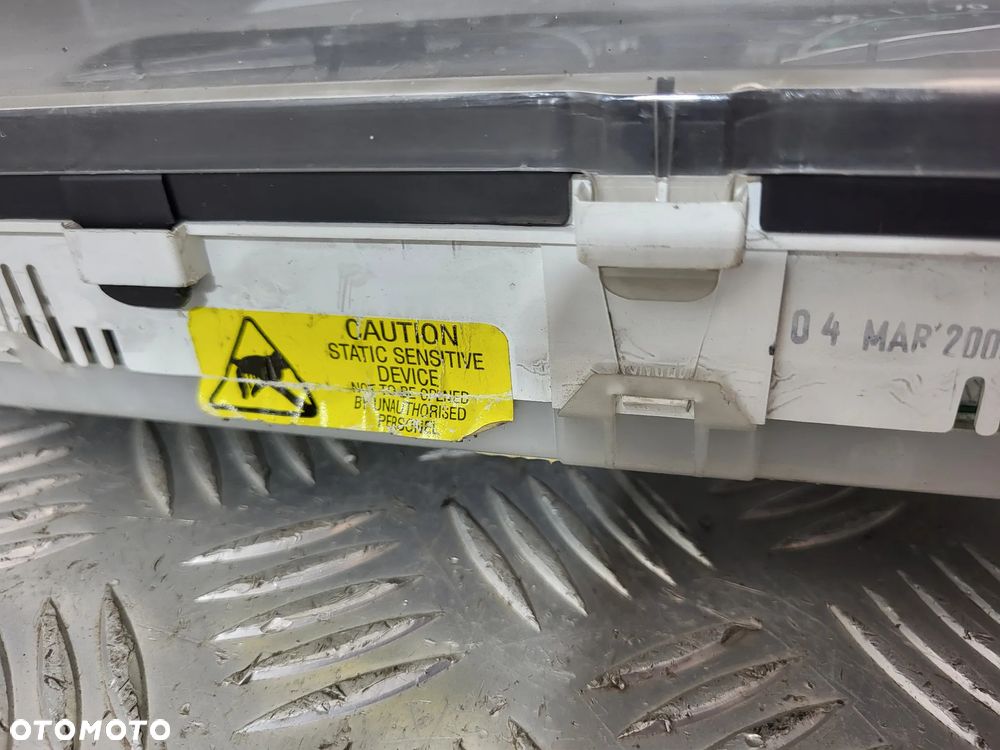 CAUTION
STATIC SENSITIVE
DEVICE
NOT TO BE OPENED
BY UNAUTHORISED
PERSONEL
04 MAR'200
OTOMOTO